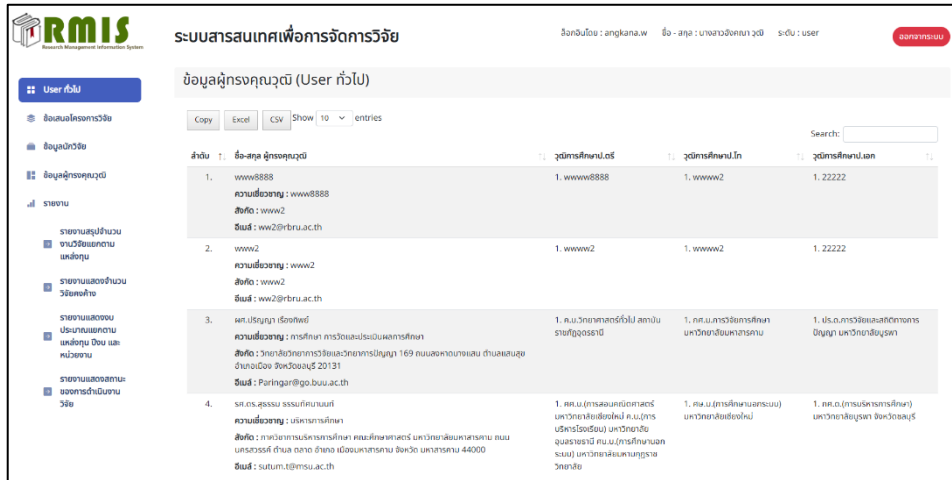 RMIS
Research Management Information System
ระบบสารสนเทศเพื่อการจัดการวิจัย
ล็อกอินโดย : angkana.w ชื่อ - สกุล : นางสาวอังคณา วุฒิ ระดับ : user
ออกจากระบบ
User ทั่วไป
ข้อเสนอโครงการวิจัย
ข้อมูลนักวิจัย
ข้อมูลผู้ทรงคุณวุฒิ
รายงาน
รายงานสรุปจำนวน
งานวิจัยแยกตาม
แหล่งทุน
รายงานแสดงจำนวน
วิจัยคงค้าง
รายงานแสดงงบ
ประมาณแยกตาม
แหล่งทุน ปีงบ และ
หน่วยงาน
รายงานแสดงสถานะ
ของการดำเนินงาน
วิจัย
ข้อมูลผู้ทรงคุณวุฒิ (User ทั่วไป)
Copy Excel CSV Show 10 entries
Search:
ลำดับ ชื่อ-สกุล ผู้ทรงคุณวุฒิ วุฒิการศึกษาป.ตรี วุฒิการศึกษาป.โท วุฒิการศึกษาป.เอก
1. www8888 1. wwww8888 1. wwww2 1. 22222
ความเชี่ยวชาญ : www8888
สังกัด : www2
อีเมล์ : ww2@rbru.ac.th
2. www2 1. wwww2 1. wwww2 1. 22222
ความเชี่ยวชาญ : www2
สังกัด : www2
อีเมล์ : ww2@rbru.ac.th
3. ผศ.ปริญญา เรืองทิพย์ 1. ค.บ.วิทยาศาสตร์ทั่วไป สถาบัน 1. กศ.ม.การวิจัยการศึกษา 1. ปร.ด.การวิจัยและสถิติทางการ
ราชภัฏอุดรธานี มหาวิทยาลัยมหาสารคาม ปัญญา มหาวิทยาลัยบูรพา
ความเชี่ยวชาญ : การศึกษา การวัดและประเมินผลการศึกษา
สังกัด : วิทยาลัยวิทยาการวิจัยและวิทยาการปัญญา 169 ถนนลงหาดบางแสน ตำบลแสนสุข
อำเภอเมือง จังหวัดชลบุรี 20131
อีเมล์ : Paringar@go.buu.ac.th
4. รศ.ดร.สุธรรม ธรรมทัศนานนท์ 1. ศศ.บ.(การสอนคณิตศาสตร์ 1. ศษ.ม.(การศึกษานอกระบบ) 1. กศ.ด.(การบริหารการศึกษา)
มหาวิทยาลัยเชียงใหม่ ค.บ.(การ มหาวิทยาลัยเชียงใหม่ มหาวิทยาลัยบูรพา จังหวัดชลบุรี
ความเชี่ยวชาญ : บริหารการศึกษา
บริหารโรงเรียน) มหาวิทยาลัย
สังกัด : ภาควิชาการบริหารการศึกษา คณะศึกษาศาสตร์ มหาวิทยาลัยมหาสารคาม ถนน
อุบลราชธานี ศน.บ.(การศึกษานอก
นครสวรรค์ ตำบล ตลาด อำเภอ เมืองมหาสารคาม จังหวัด มหาสารคาม 44000
ระบบ) มหาวิทยาลัยมหามกุฏราช
วิทยาลัย
อีเมล์ : sutum.t@msu.ac.th